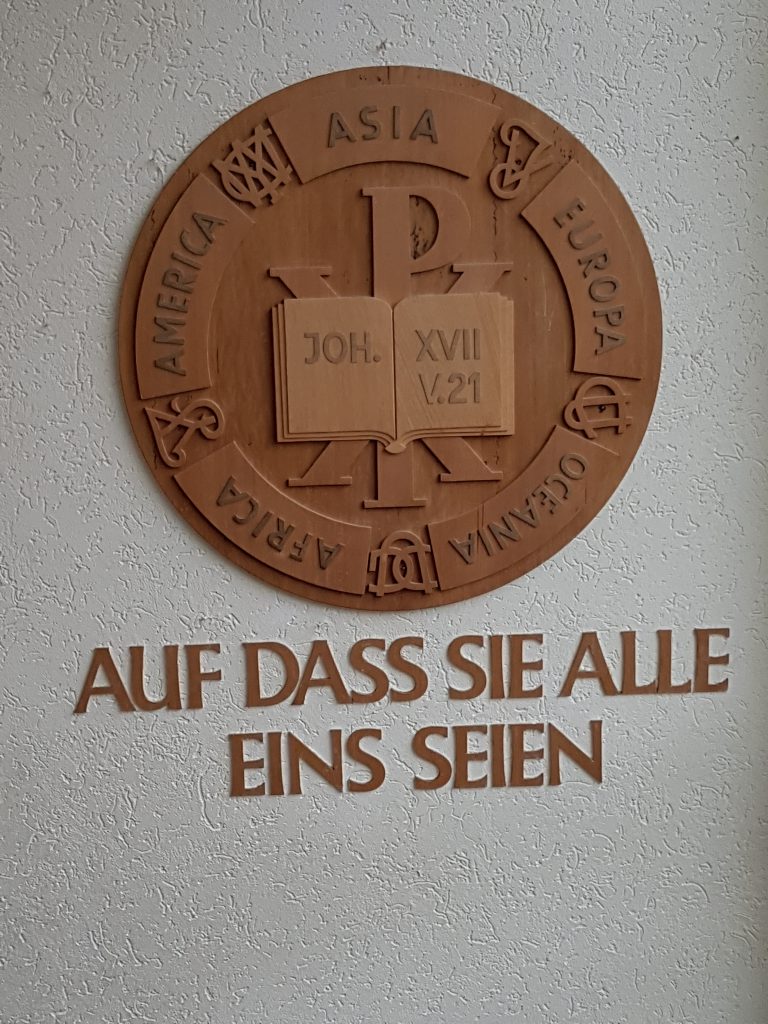 ASIA
EUROPA
OCEANIA
AFRICA
AMERICA
JOH.
XVII
V.21
AUF DASS SIE ALLE
EINS SEIEN